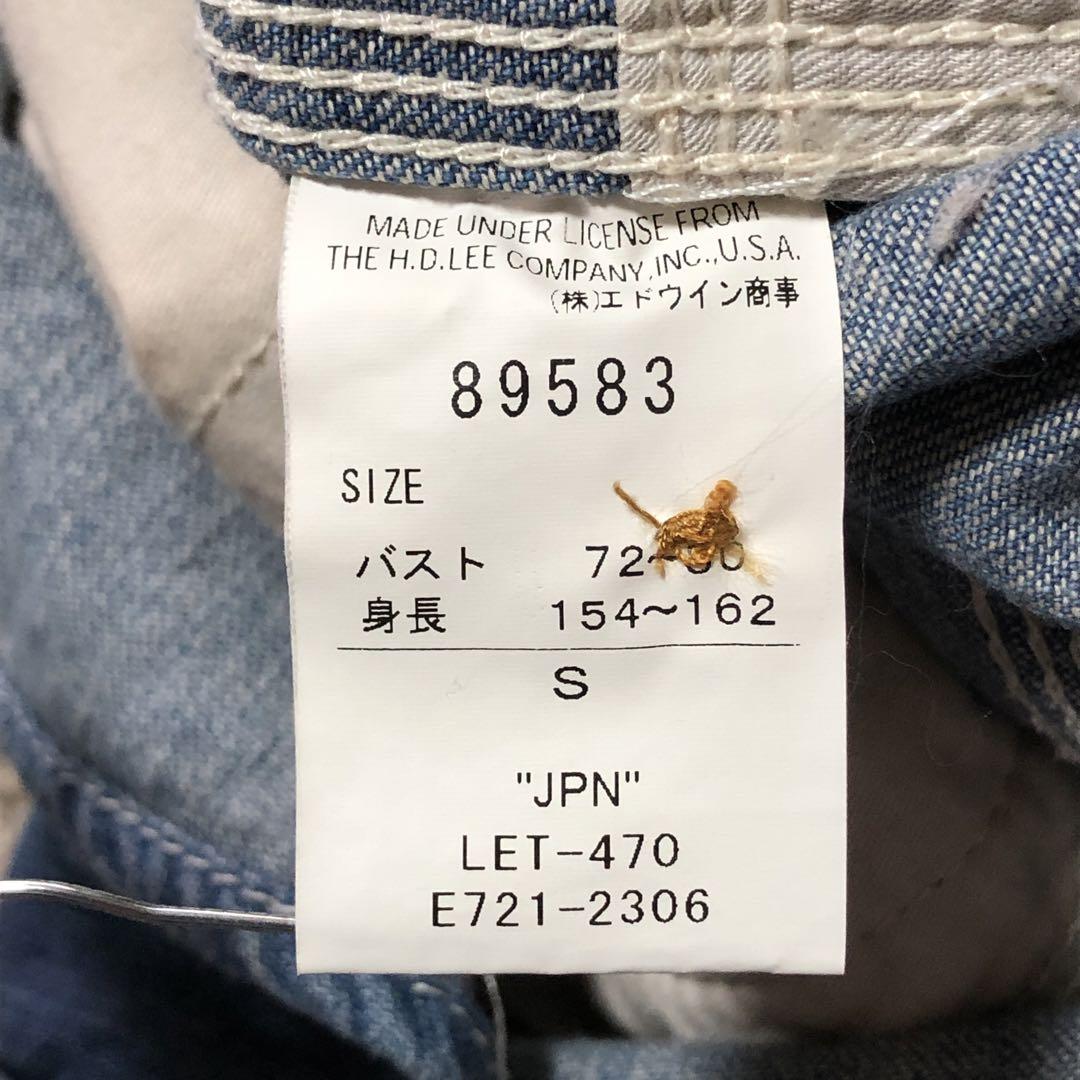 MADE UNDER LICENSE FROM
THE H.D.LEE COMPANY,INC.,U.S.A.
(株)エドウイン商事
89583
SIZE
バスト 72~
身長 154~162
S
"JPN"
LET-470
E721-2306